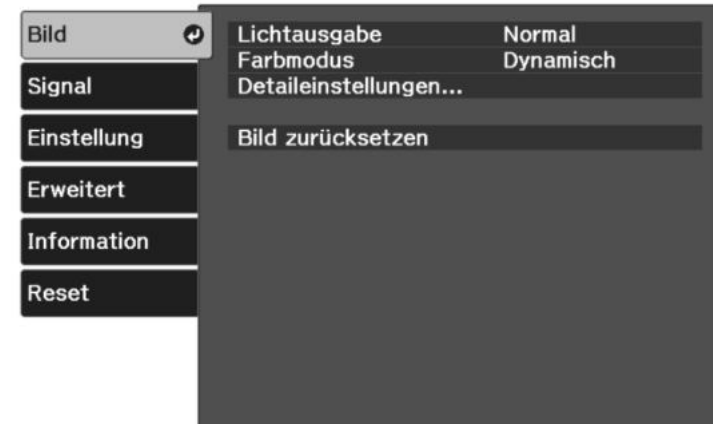 Bild
Signal
Einstellung
Erweitert
Information
Reset
Lichtausgabe Normal
Farbmodus Dynamisch
Detaileinstellungen...
Bild zurücksetzen